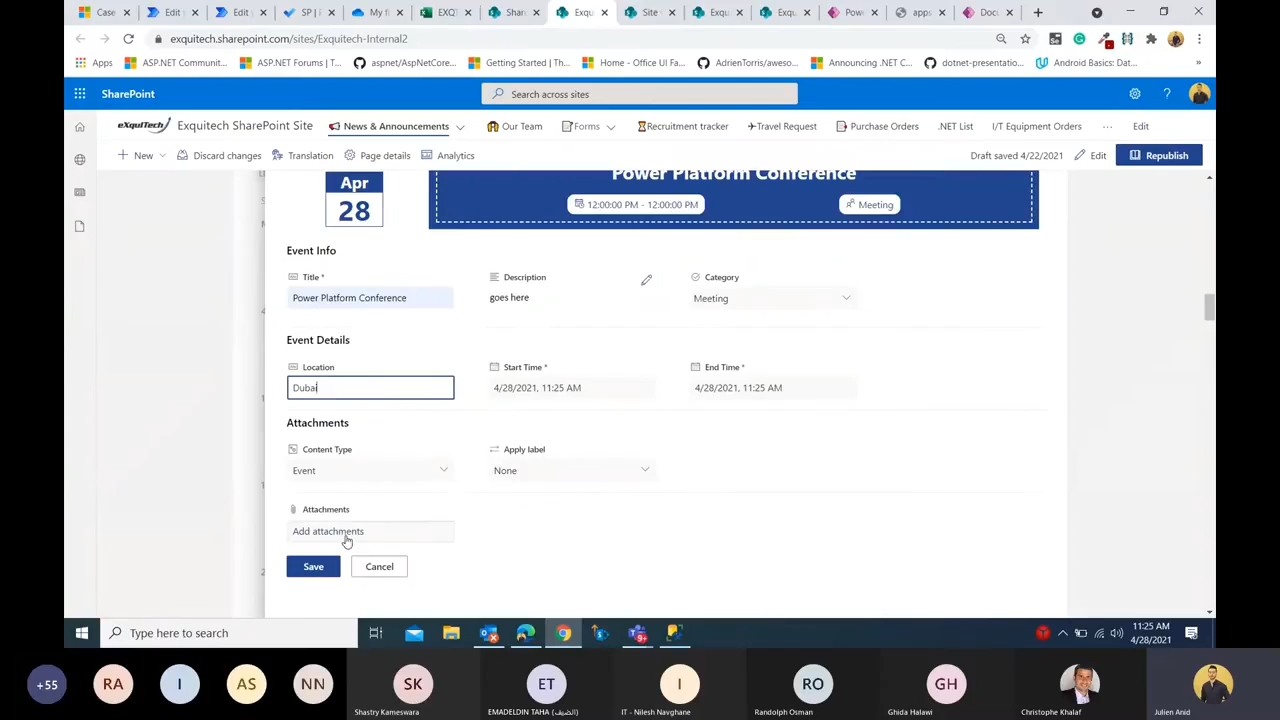 Case
Edit
Edit
SP
My fi
EXQ
Share
Exqu
Site
Exqu
Exqu
Pow
apps
Docu
exquitech.sharepoint.com/sites/Exquitech-Internal2
Apps
ASP.NET Communit...
ASP.NET Forums | T...
aspnet/AspNetCore...
Getting Started | Th...
Home - Office UI Fa...
AdrienTorris/aweso...
Announcing .NET C...
dotnet-presentatio...
Android Basics: Dat...
SharePoint
Search across sites
eXquiTech
Exquitech SharePoint Site
News & Announcements
Our Team
Forms
Recruitment tracker
Travel Request
Purchase Orders
.NET List
I/T Equipment Orders
Edit
New
Discard changes
Translation
Page details
Analytics
Draft saved 4/22/2021
Edit
Republish
Apr
28
Power Platform Conference
12:00:00 PM - 12:00:00 PM
Meeting
Event Info
Title *
Description
Category
Power Platform Conference
goes here
Meeting
Event Details
Location
Start Time *
End Time *
Dubai
4/28/2021, 11:25 AM
4/28/2021, 11:25 AM
Attachments
Content Type
Apply label
Event
None
Attachments
Add attachments
Save
Cancel
Type here to search
9+
11:25 AM
4/28/2021
+55
RA
I
AS
NN
SK
Shastry Kameswara
ET
EMADELDIN TAHA (الضيف)
I
IT - Nilesh Navghane
RO
Randolph Osman
GH
Ghida Halawi
Christophe Khalaf
Julien Anid